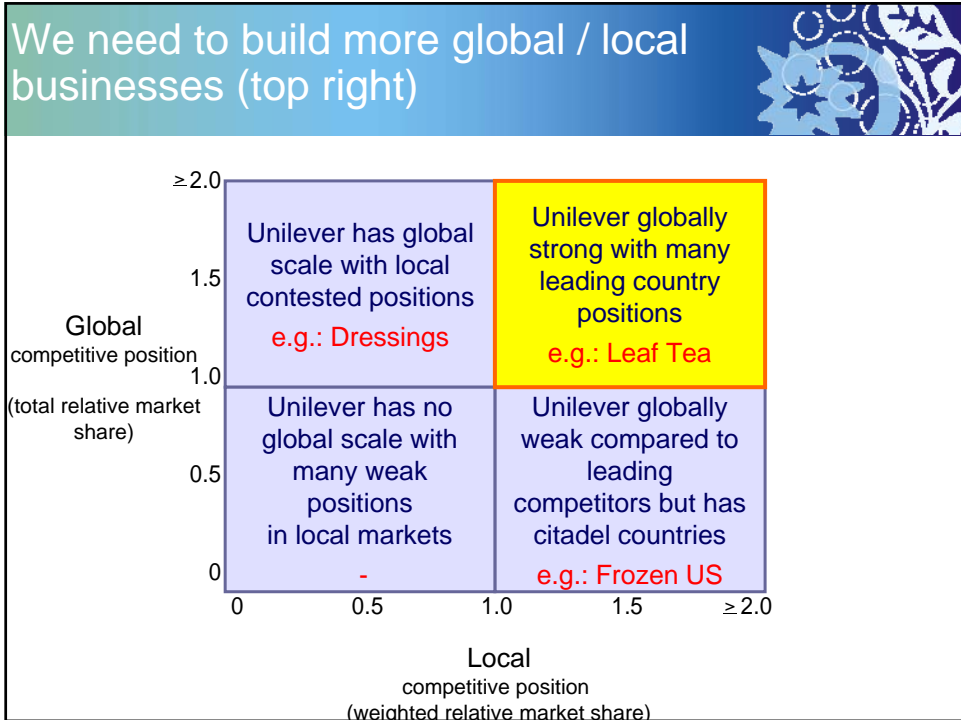 We need to build more global / local
businesses (top right)
≥ 2.0
1.5
1.0
0.5
0
Global
competitive position
(total relative market
share)
Unilever has global
scale with local
contested positions
e.g.: Dressings
Unilever globally
strong with many
leading country
positions
e.g.: Leaf Tea
Unilever has no
global scale with
many weak
positions
in local markets
-
Unilever globally
weak compared to
leading
competitors but has
citadel countries
e.g.: Frozen US
0 0.5 1.0 1.5 ≥ 2.0
Local
competitive position
(weighted relative market share)